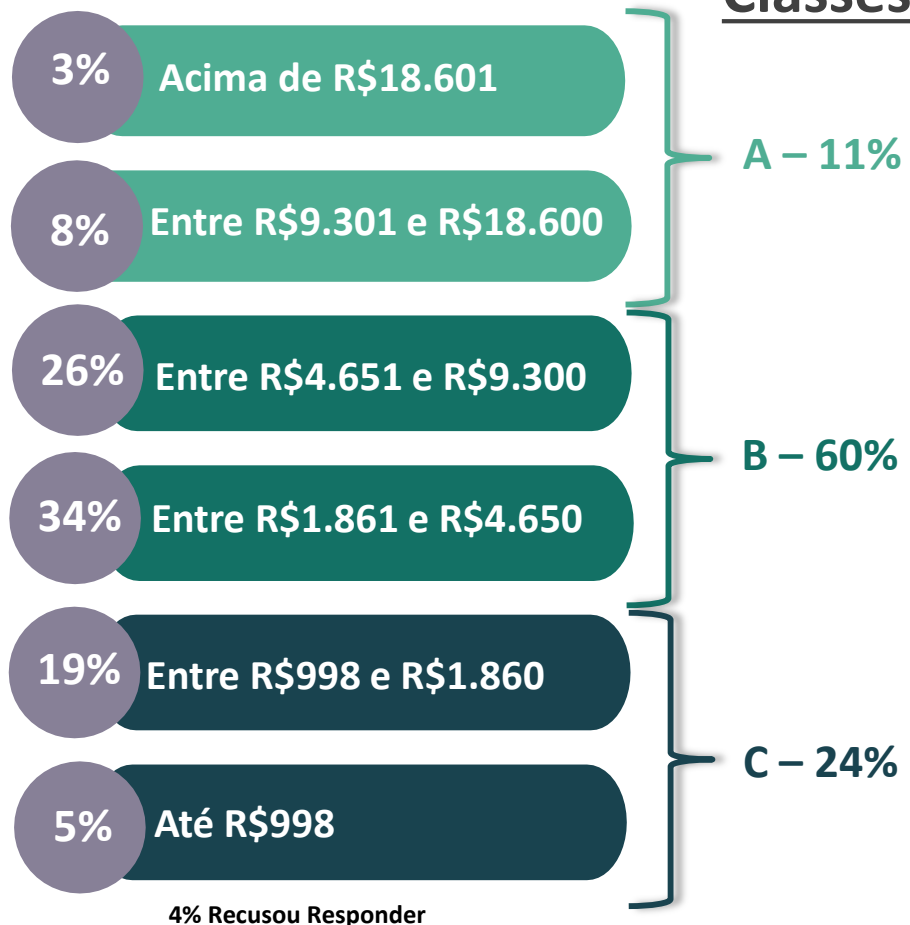 Classes
3% Acima de R$18.601
A – 11%
8% Entre R$9.301 e R$18.600
26% Entre R$4.651 e R$9.300
B – 60%
34% Entre R$1.861 e R$4.650
19% Entre R$998 e R$1.860
C – 24%
5% Até R$998
4% Recusou Responder